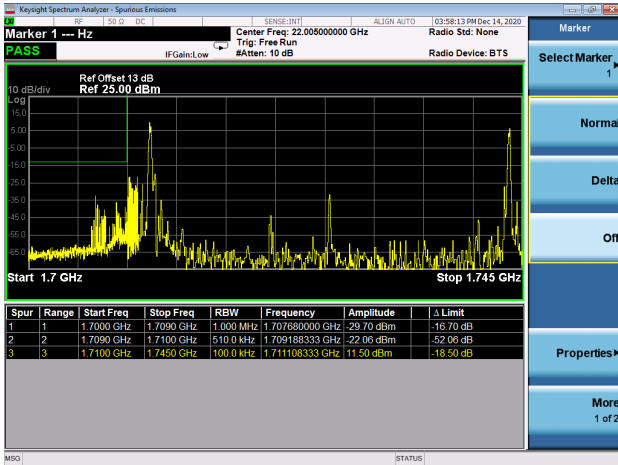 Keysight Spectrum Analyzer - Spurious Emissions
RF 50 Ω DC SENSE:INT ALIGN AUTO 03:58:13 PM Dec 14, 2020
Marker 1 --- Hz
Center Freq: 22.005000000 GHz
Radio Std: None
Trig: Free Run
PASS
IFGain:Low
#Atten: 10 dB
Radio Device: BTS
Ref Offset 13 dB
10 dB/div Ref 25.00 dBm
Log
15.0
5.00
-5.00
-15.0
-25.0
-35.0
-45.0
-55.0
-65.0
Start 1.7 GHz Stop 1.745 GHz
Spur Range Start Freq Stop Freq RBW Frequency Amplitude Δ Limit
1 1 1.7000 GHz 1.7090 GHz 1.000 MHz 1.707680000 GHz -29.70 dBm -16.70 dB
2 2 1.7090 GHz 1.7100 GHz 510.0 kHz 1.709188333 GHz -22.06 dBm -52.06 dB
3 3 1.7100 GHz 1.7450 GHz 100.0 kHz 1.711108333 GHz 11.50 dBm -18.50 dB
MSG STATUS
Marker
Select Marker
1
Normal
Delta
Off
Properties
More
1 of 2